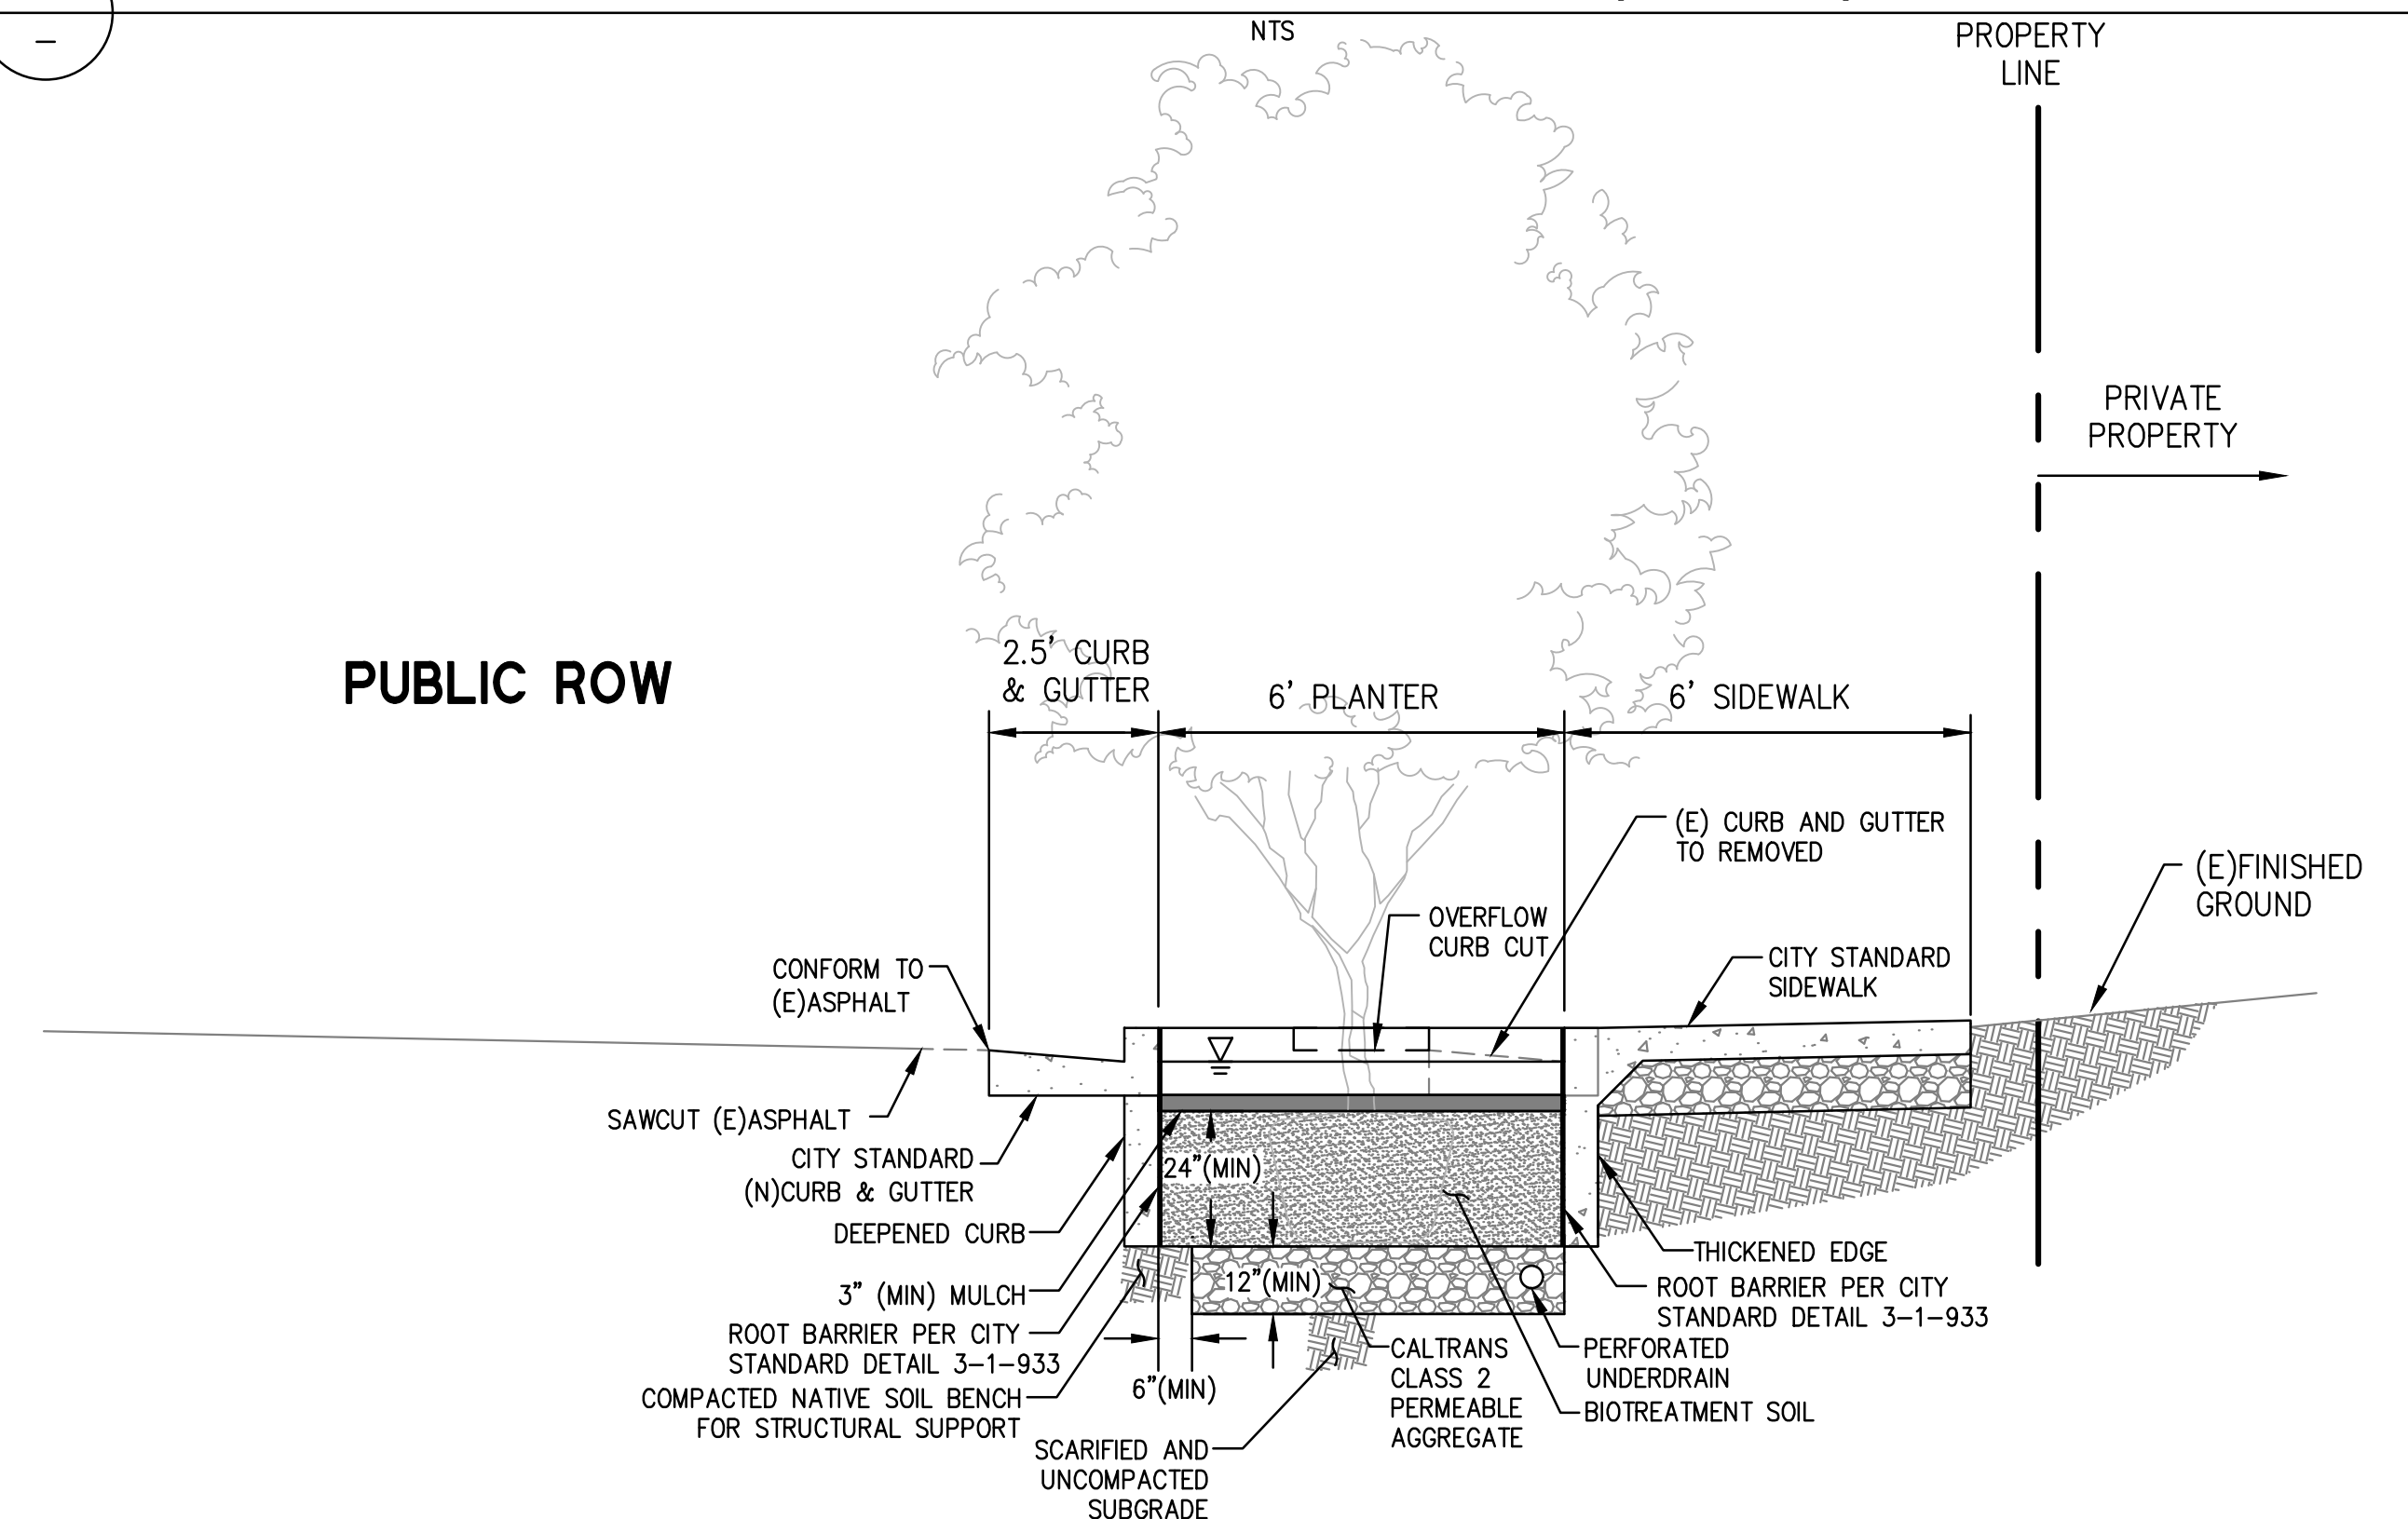 –
NTS
PROPERTY
LINE
PRIVATE
PROPERTY
PUBLIC ROW
2.5' CURB
& GUTTER
6' PLANTER
6' SIDEWALK
(E) CURB AND GUTTER
TO REMOVED
(E)FINISHED
GROUND
OVERFLOW
CURB CUT
CITY STANDARD
SIDEWALK
CONFORM TO
(E)ASPHALT
SAWCUT (E)ASPHALT
CITY STANDARD
(N)CURB & GUTTER
DEEPENED CURB
3" (MIN) MULCH
ROOT BARRIER PER CITY
STANDARD DETAIL 3-1-933
COMPACTED NATIVE SOIL BENCH
FOR STRUCTURAL SUPPORT
24"(MIN)
12"(MIN)
6"(MIN)
SCARIFIED AND
UNCOMPACTED
SUBGRADE
CALTRANS
CLASS 2
PERMEABLE
AGGREGATE
THICKENED EDGE
ROOT BARRIER PER CITY
STANDARD DETAIL 3-1-933
PERFORATED
UNDERDRAIN
BIOTREATMENT SOIL